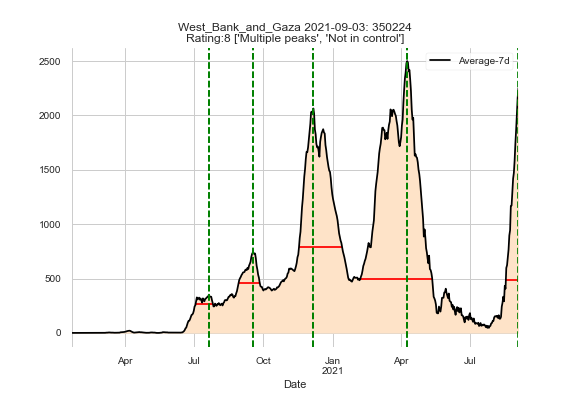 West_Bank_and_Gaza 2021-09-03: 350224
Rating:8 ['Multiple peaks', 'Not in control']
Average-7d
2500
2000
1500
1000
500
0
Apr Jul Oct Jan Apr Jul
2021
Date